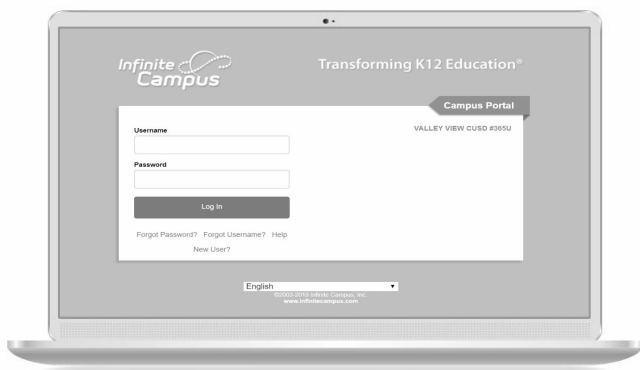 Infinite
Campus
Transforming K12 Education®
Campus Portal
VALLEY VIEW CUSD #365U
Username
Password
Log In
Forgot Password? Forgot Username? Help
New User?
English
©2003-2019 Infinite Campus, Inc.
www.infinitecampus.com